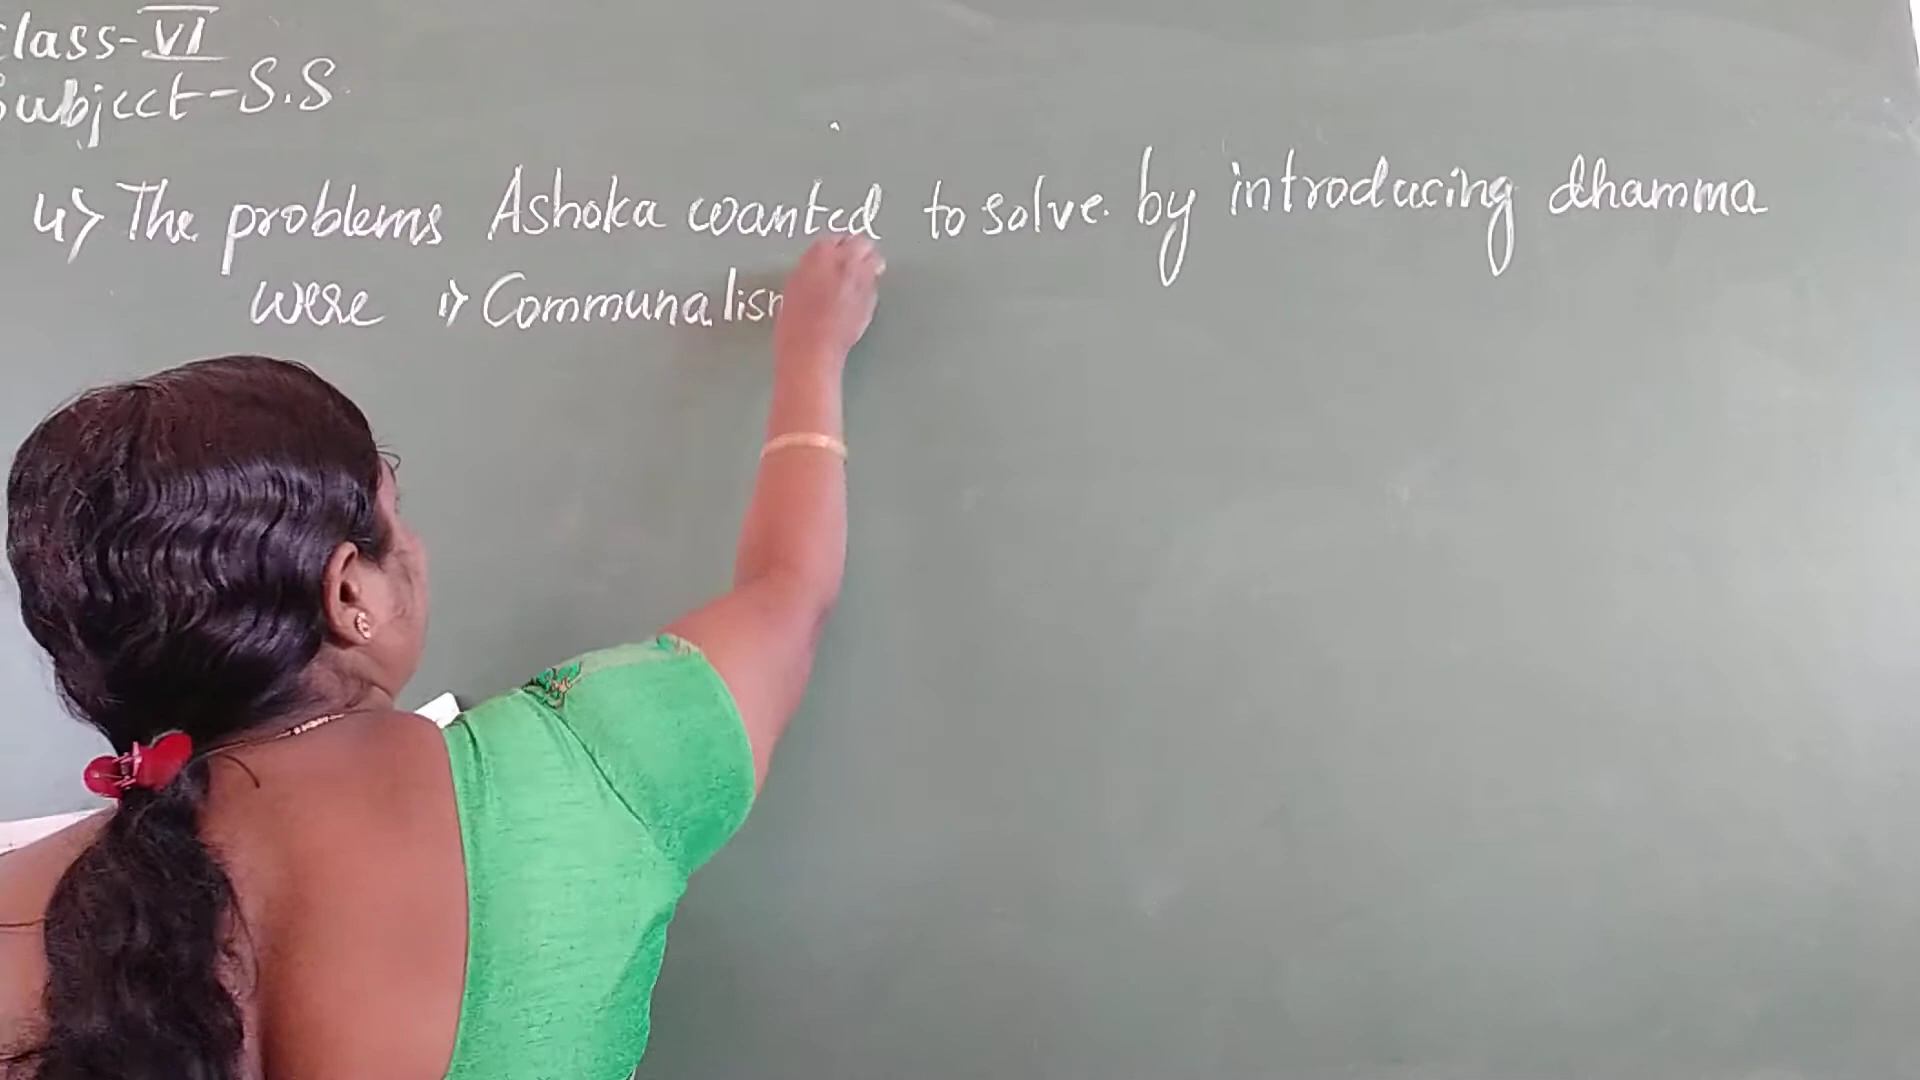 Class-VI
Subject-S.S
4) The problems Ashoka wanted to solve. by introducing dhamma
were i) Communalism